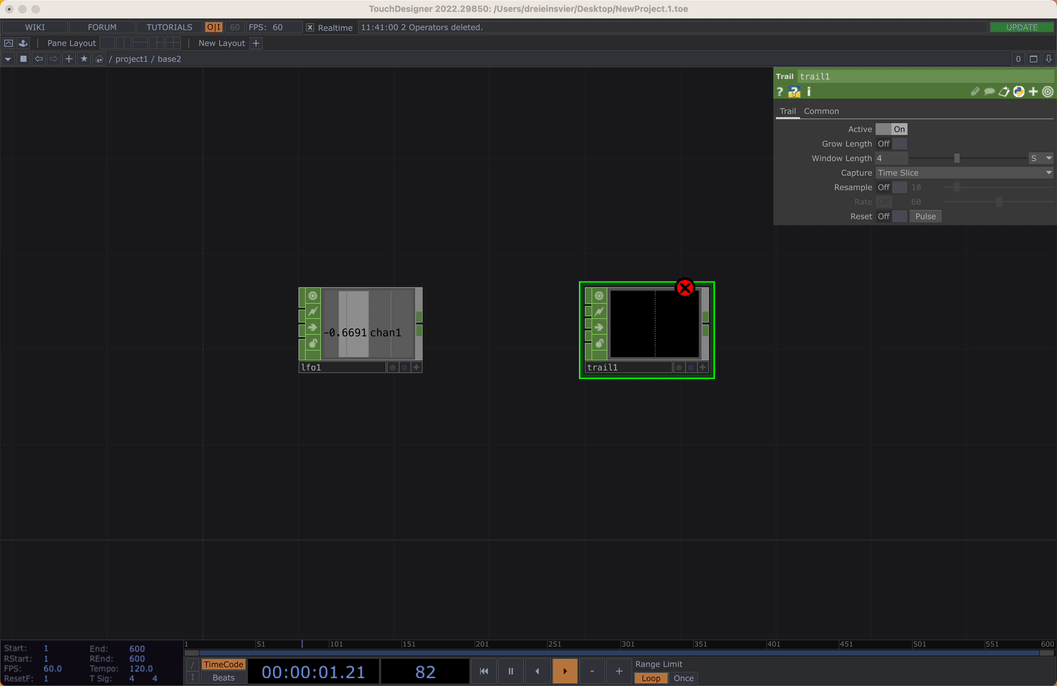 TouchDesigner 2022.29850: /Users/dreieinsvier/Desktop/NewProject.1.toe
WIKI FORUM TUTORIALS O|I 60 FPS: 60 Realtime 11:41:00 2 Operators deleted. UPDATE
Pane Layout New Layout +
/ project1 / base2 0
Trail trail1
? ? i
Trail Common
Active On
Grow Length Off
Window Length 4 S
Capture Time Slice
Resample Off 10
Rate 60
Reset Off Pulse
-0.6691 chan1
lfo1
trail1
1 51 101 151 201 251 301 351 401 451 501 551 600
Start: 1 End: 600
RStart: 1 REnd: 600
FPS: 60.0 Tempo: 120.0
ResetF: 1 T Sig: 4 4
/ TimeCode
I Beats
00:00:01.21 82
- +
Range Limit
Loop Once